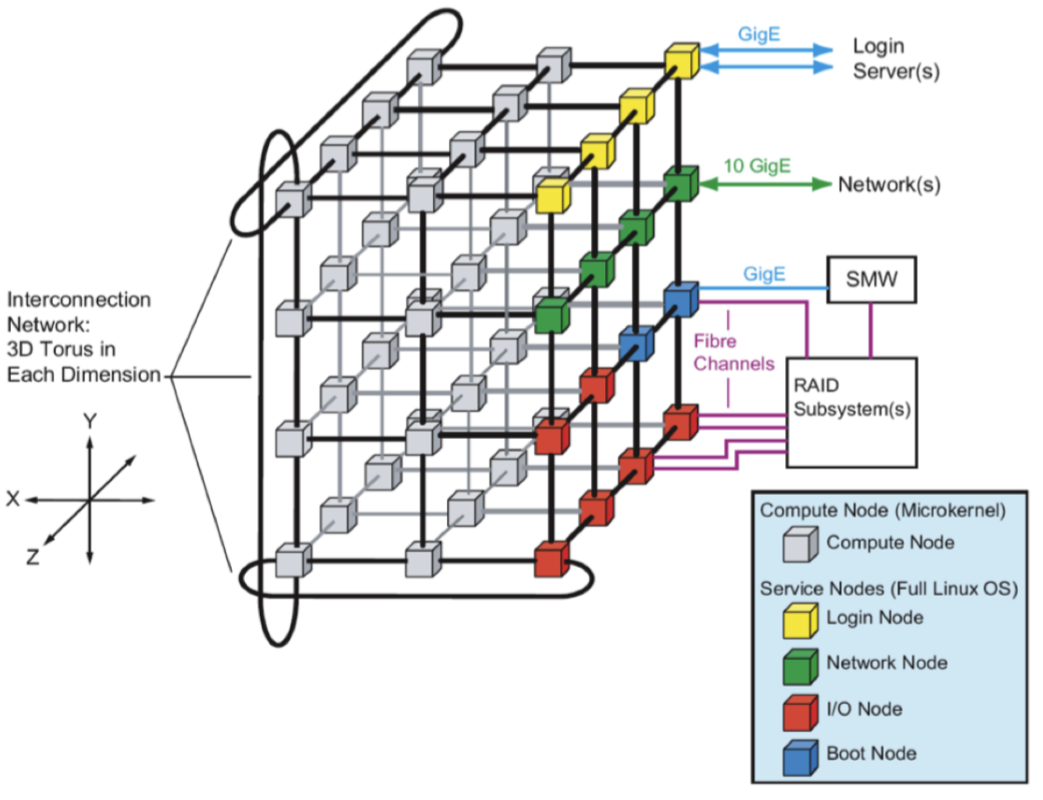 GigE
Login
Server(s)
10 GigE
Network(s)
GigE
SMW
Interconnection
Network:
3D Torus in
Each Dimension
Fibre
Channels
RAID
Subsystem(s)
Y
X
Z
Compute Node (Microkernel)
Compute Node
Service Nodes (Full Linux OS)
Login Node
Network Node
I/O Node
Boot Node